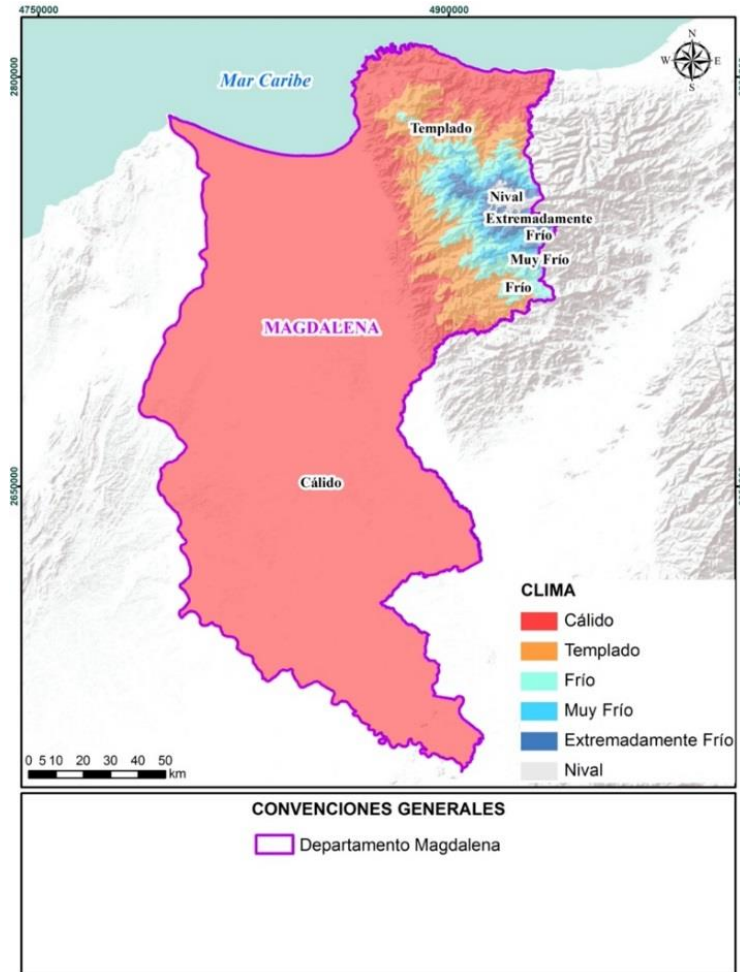 4750000
4900000
2800000
N
W E
S
Mar Caribe
Templado
Nival
Extremadamente
Frío
Muy Frío
Frío
MAGDALENA
2650000
Cálido
CLIMA
Cálido
Templado
Frío
Muy Frío
Extremadamente Frío
Nival
0 5 10 20 30 40 50
km
CONVENCIONES GENERALES
Departamento Magdalena